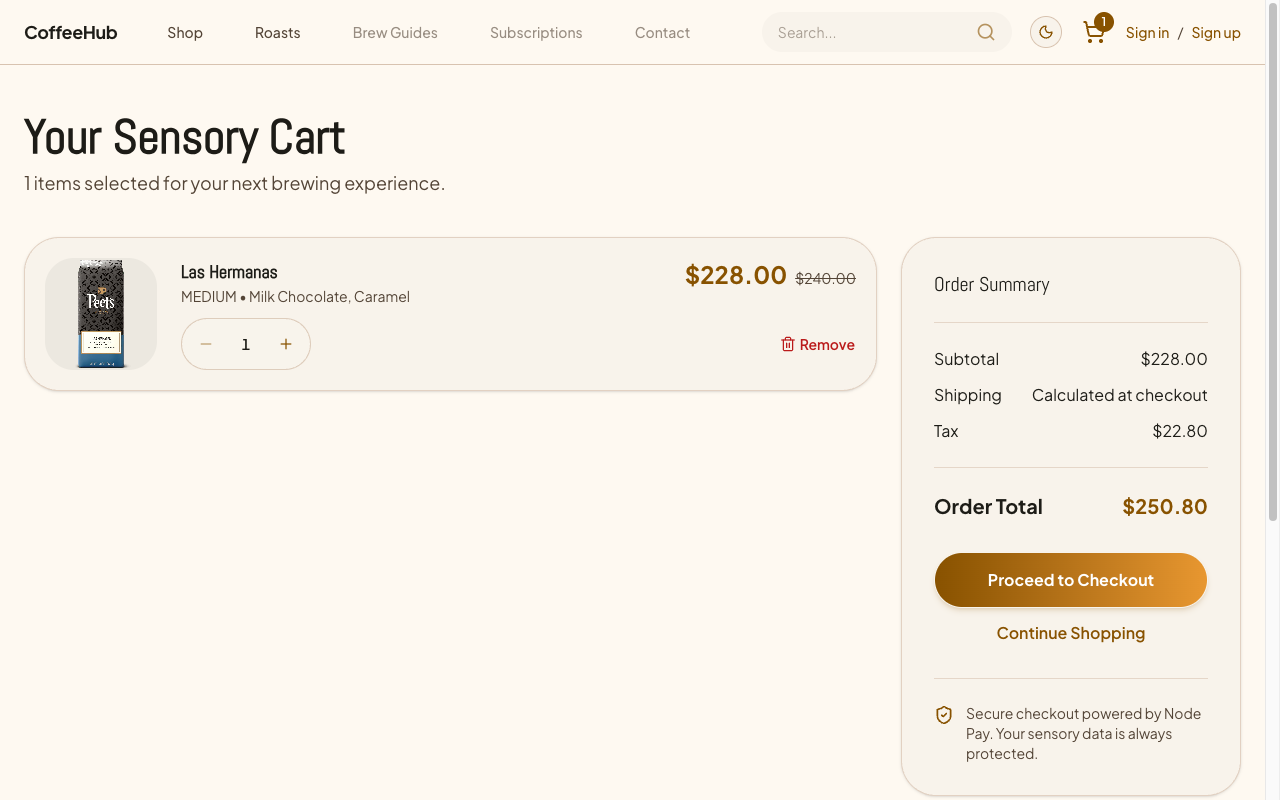 CoffeeHub Shop Roasts Brew Guides Subscriptions Contact Search... 1 Sign in / Sign up
Your Sensory Cart
1 items selected for your next brewing experience.
Peet's
Las Hermanas
MEDIUM • Milk Chocolate, Caramel
$228.00 $240.00
1
Remove
Order Summary
Subtotal $228.00
Shipping Calculated at checkout
Tax $22.80
Order Total $250.80
Proceed to Checkout
Continue Shopping
Secure checkout powered by Node
Pay. Your sensory data is always
protected.